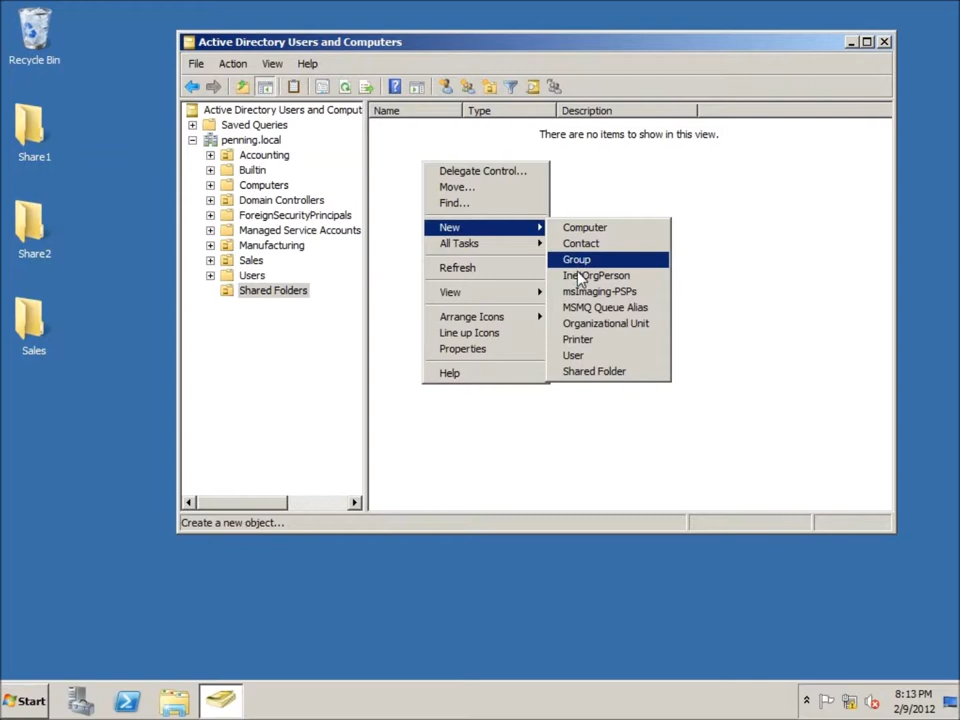 Recycle Bin
Share1
Share2
Sales
Active Directory Users and Computers
File Action View Help
Active Directory Users and Comput
Saved Queries
penning.local
Accounting
Builtin
Computers
Domain Controllers
ForeignSecurityPrincipals
Managed Service Accounts
Manufacturing
Sales
Users
Shared Folders
Name Type Description
There are no items to show in this view.
Delegate Control...
Move...
Find...
New
All Tasks
Refresh
View
Arrange Icons
Line up Icons
Properties
Help
Computer
Contact
Group
msImaging-PSPs
MSMQ Queue Alias
Organizational Unit
Printer
User
Shared Folder
Create a new object...
Start
8:13 PM
2/9/2012